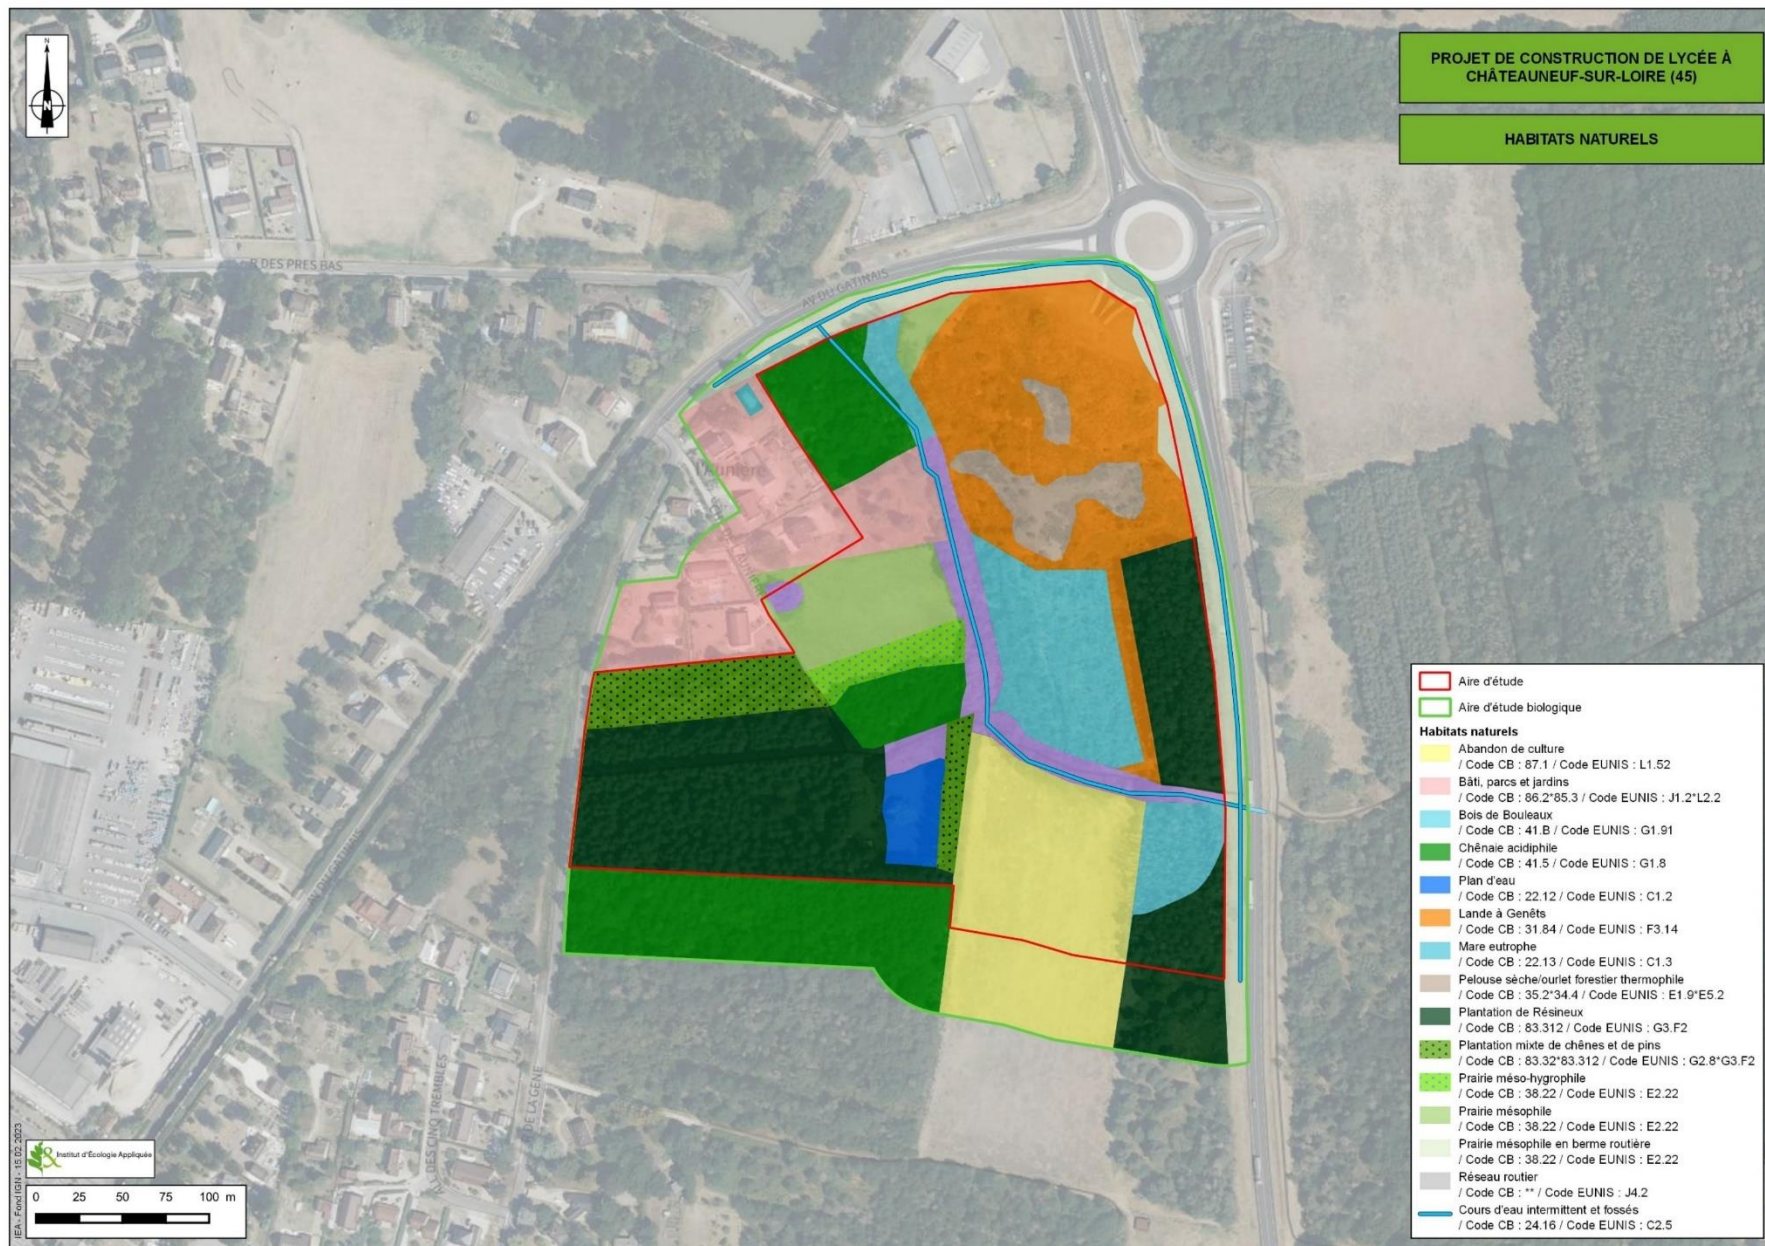 N
PROJET DE CONSTRUCTION DE LYCÉE À
CHÂTEAUNEUF-SUR-LOIRE (45)
HABITATS NATURELS
R DES PRES BAS
AV DU GATINAIS
l'Aunière
AV DU GATINAIS
ALL DES CINQ TREMBLES
R DE LA GENE
Aire d'étude
Aire d'étude biologique
Habitats naturels
Abandon de culture
/ Code CB : 87.1 / Code EUNIS : L1.52
Bâti, parcs et jardins
/ Code CB : 86.2*85.3 / Code EUNIS : J1.2*L2.2
Bois de Bouleaux
/ Code CB : 41.B / Code EUNIS : G1.91
Chênaie acidiphile
/ Code CB : 41.5 / Code EUNIS : G1.8
Plan d'eau
/ Code CB : 22.12 / Code EUNIS : C1.2
Lande à Genêts
/ Code CB : 31.84 / Code EUNIS : F3.14
Mare eutrophe
/ Code CB : 22.13 / Code EUNIS : C1.3
Pelouse sèche/ourlet forestier thermophile
/ Code CB : 35.2*34.4 / Code EUNIS : E1.9*E5.2
Plantation de Résineux
/ Code CB : 83.312 / Code EUNIS : G3.F2
Plantation mixte de chênes et de pins
/ Code CB : 83.32*83.312 / Code EUNIS : G2.8*G3.F2
Prairie méso-hygrophile
/ Code CB : 38.22 / Code EUNIS : E2.22
Prairie mésophile
/ Code CB : 38.22 / Code EUNIS : E2.22
Prairie mésophile en berme routière
/ Code CB : 38.22 / Code EUNIS : E2.22
Réseau routier
/ Code CB : ** / Code EUNIS : J4.2
Cours d'eau intermittent et fossés
/ Code CB : 24.16 / Code EUNIS : C2.5
IEA - Fond IGN - 15.02.2023
Institut d'Écologie Appliquée
0 25 50 75 100 m